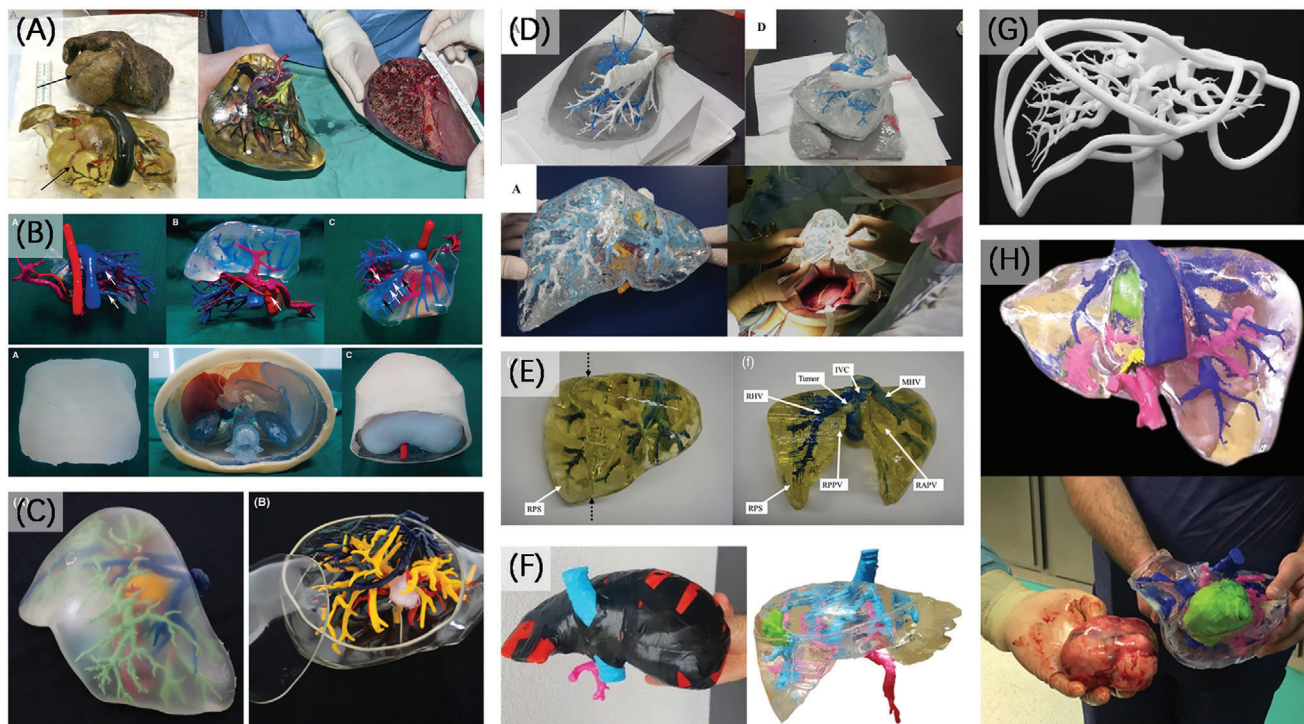 (A)
A
B
(B)
A
B
C
A
B
C
(C)
(B)
(D)
D
A
(E)
(f)
IVC
Tumor
MHV
RHV
RPPV
RAPV
RPS
RPS
(F)
(G)
(H)